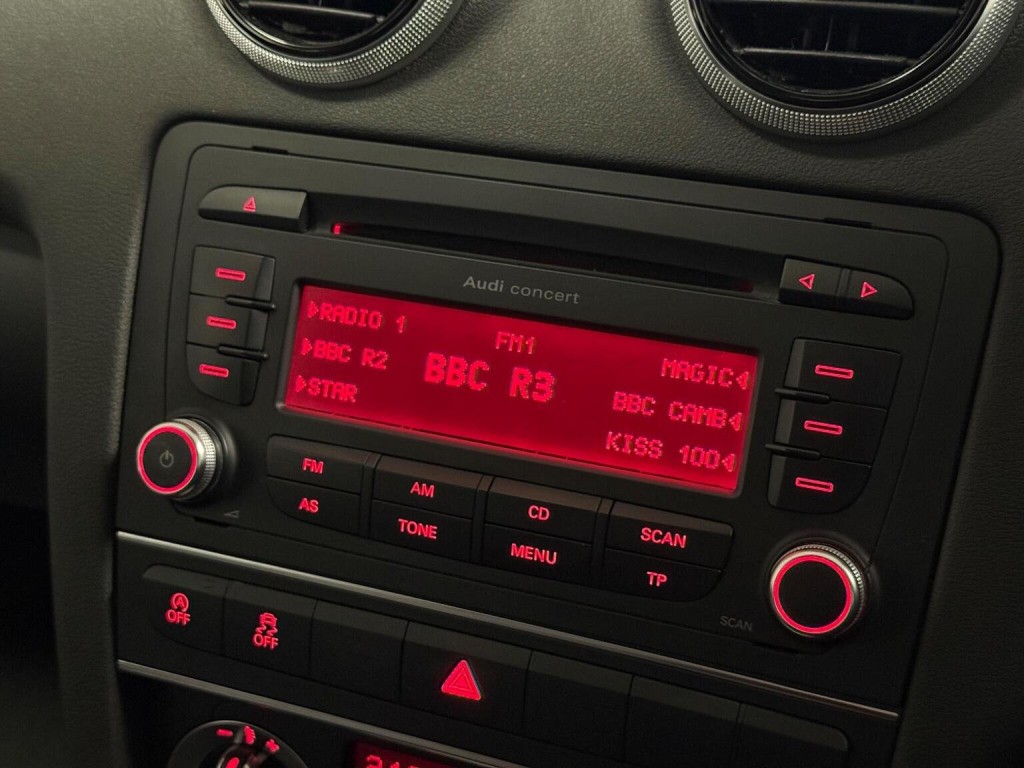 Audi concert
RADIO 1
FM1
BBC R2
BBC R3
MAGIC
STAR
BBC CAMB
KISS 100
FM
AM
CD
SCAN
AS
TONE
MENU
TP
SCAN
A
OFF
OFF